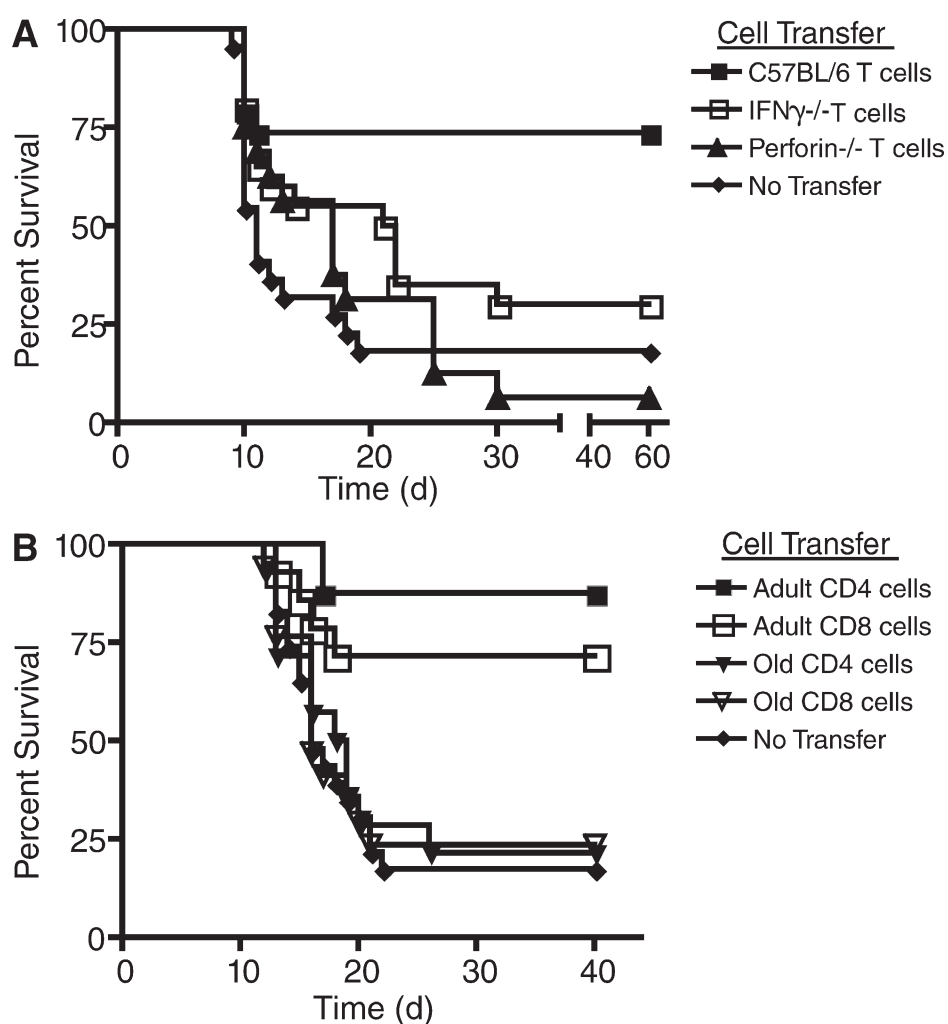 A
Cell Transfer
C57BL/6 T cells
IFNγ-/-T cells
Perforin-/- T cells
No Transfer
Percent Survival
100
75
50
25
0
0 10 20 30 40 60
Time (d)
B
Cell Transfer
Adult CD4 cells
Adult CD8 cells
Old CD4 cells
Old CD8 cells
No Transfer
Percent Survival
100
75
50
25
0
0 10 20 30 40
Time (d)